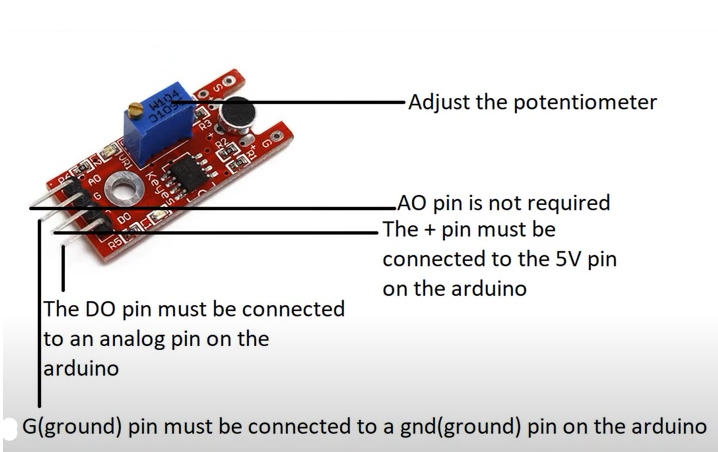 Adjust the potentiometer
W104
S
R3
R2
G
Keyes
AO
G
DO
R5
AO pin is not required
The + pin must be
connected to the 5V pin
on the arduino
The DO pin must be connected
to an analog pin on the
arduino
G(ground) pin must be connected to a gnd(ground) pin on the arduino